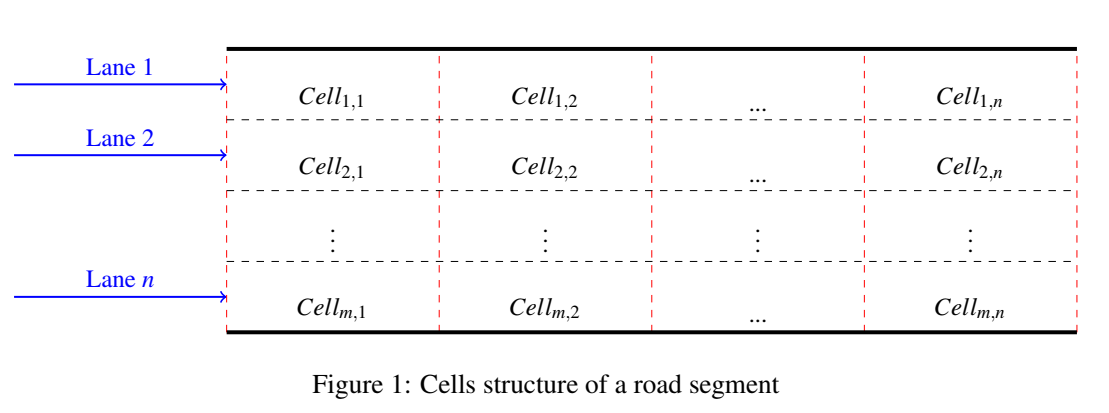 Lane 1
Cell1,1 Cell1,2 ... Cell1,n
Lane 2
Cell2,1 Cell2,2 ... Cell2,n
⋮ ⋮ ⋮ ⋮
Lane n
Cellm,1 Cellm,2 ... Cellm,n
Figure 1: Cells structure of a road segment